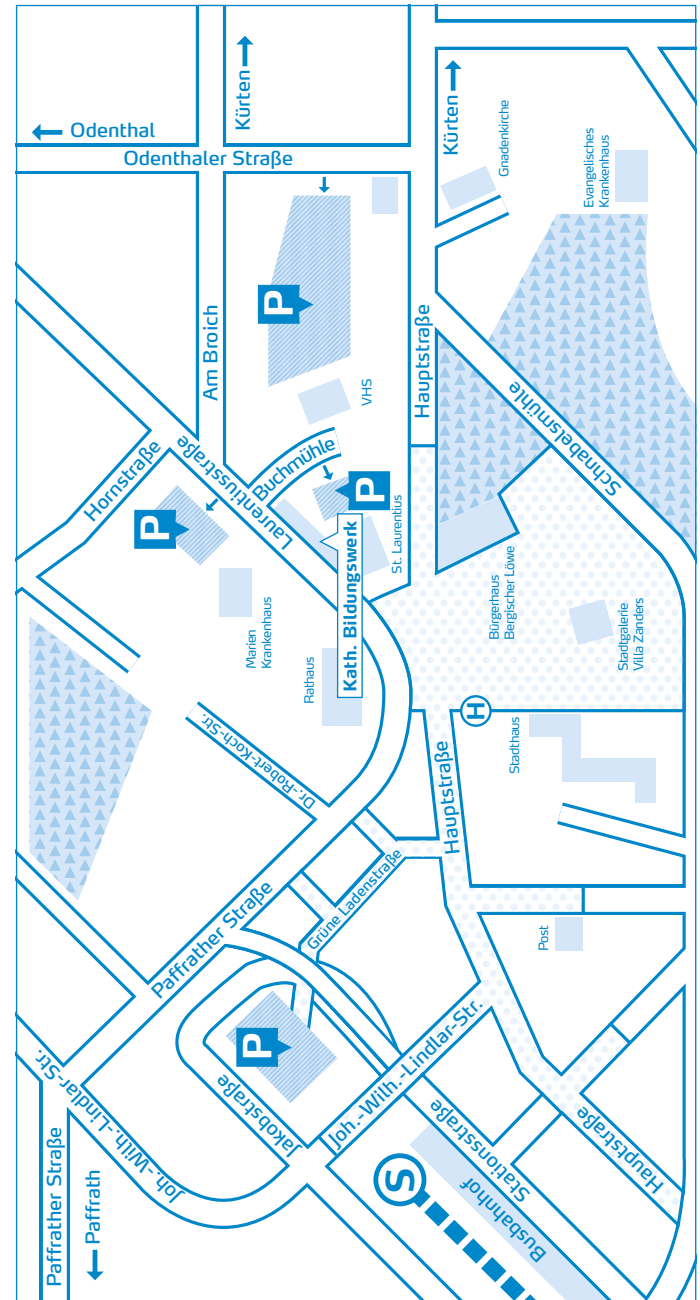 Odenthal
Odenthaler Straße
Kürten
Kürten
Gnadenkirche
Evangelisches
Krankenhaus
P
Am Broich
Hauptstraße
VHS
Schnabelsmühle
Hornstraße
Laurentiusstraße
Buchmühle
P
P
St. Laurentius
Kath. Bildungswerk
Marien
Krankenhaus
Rathaus
Bürgerhaus
Bergischer Löwe
Stadtgalerie
Villa Zanders
H
Stadthaus
Dr.-Robert-Koch-Str.
Hauptstraße
Grüne Ladenstraße
Paffrather Straße
Post
P
Jakobstraße
Joh.-Wilh.-Lindlar-Str.
Joh.-Wilh.-Lindlar-Str.
Paffrather Straße
Paffrath
S
Stationsstraße
Busbahnhof
Hauptstraße